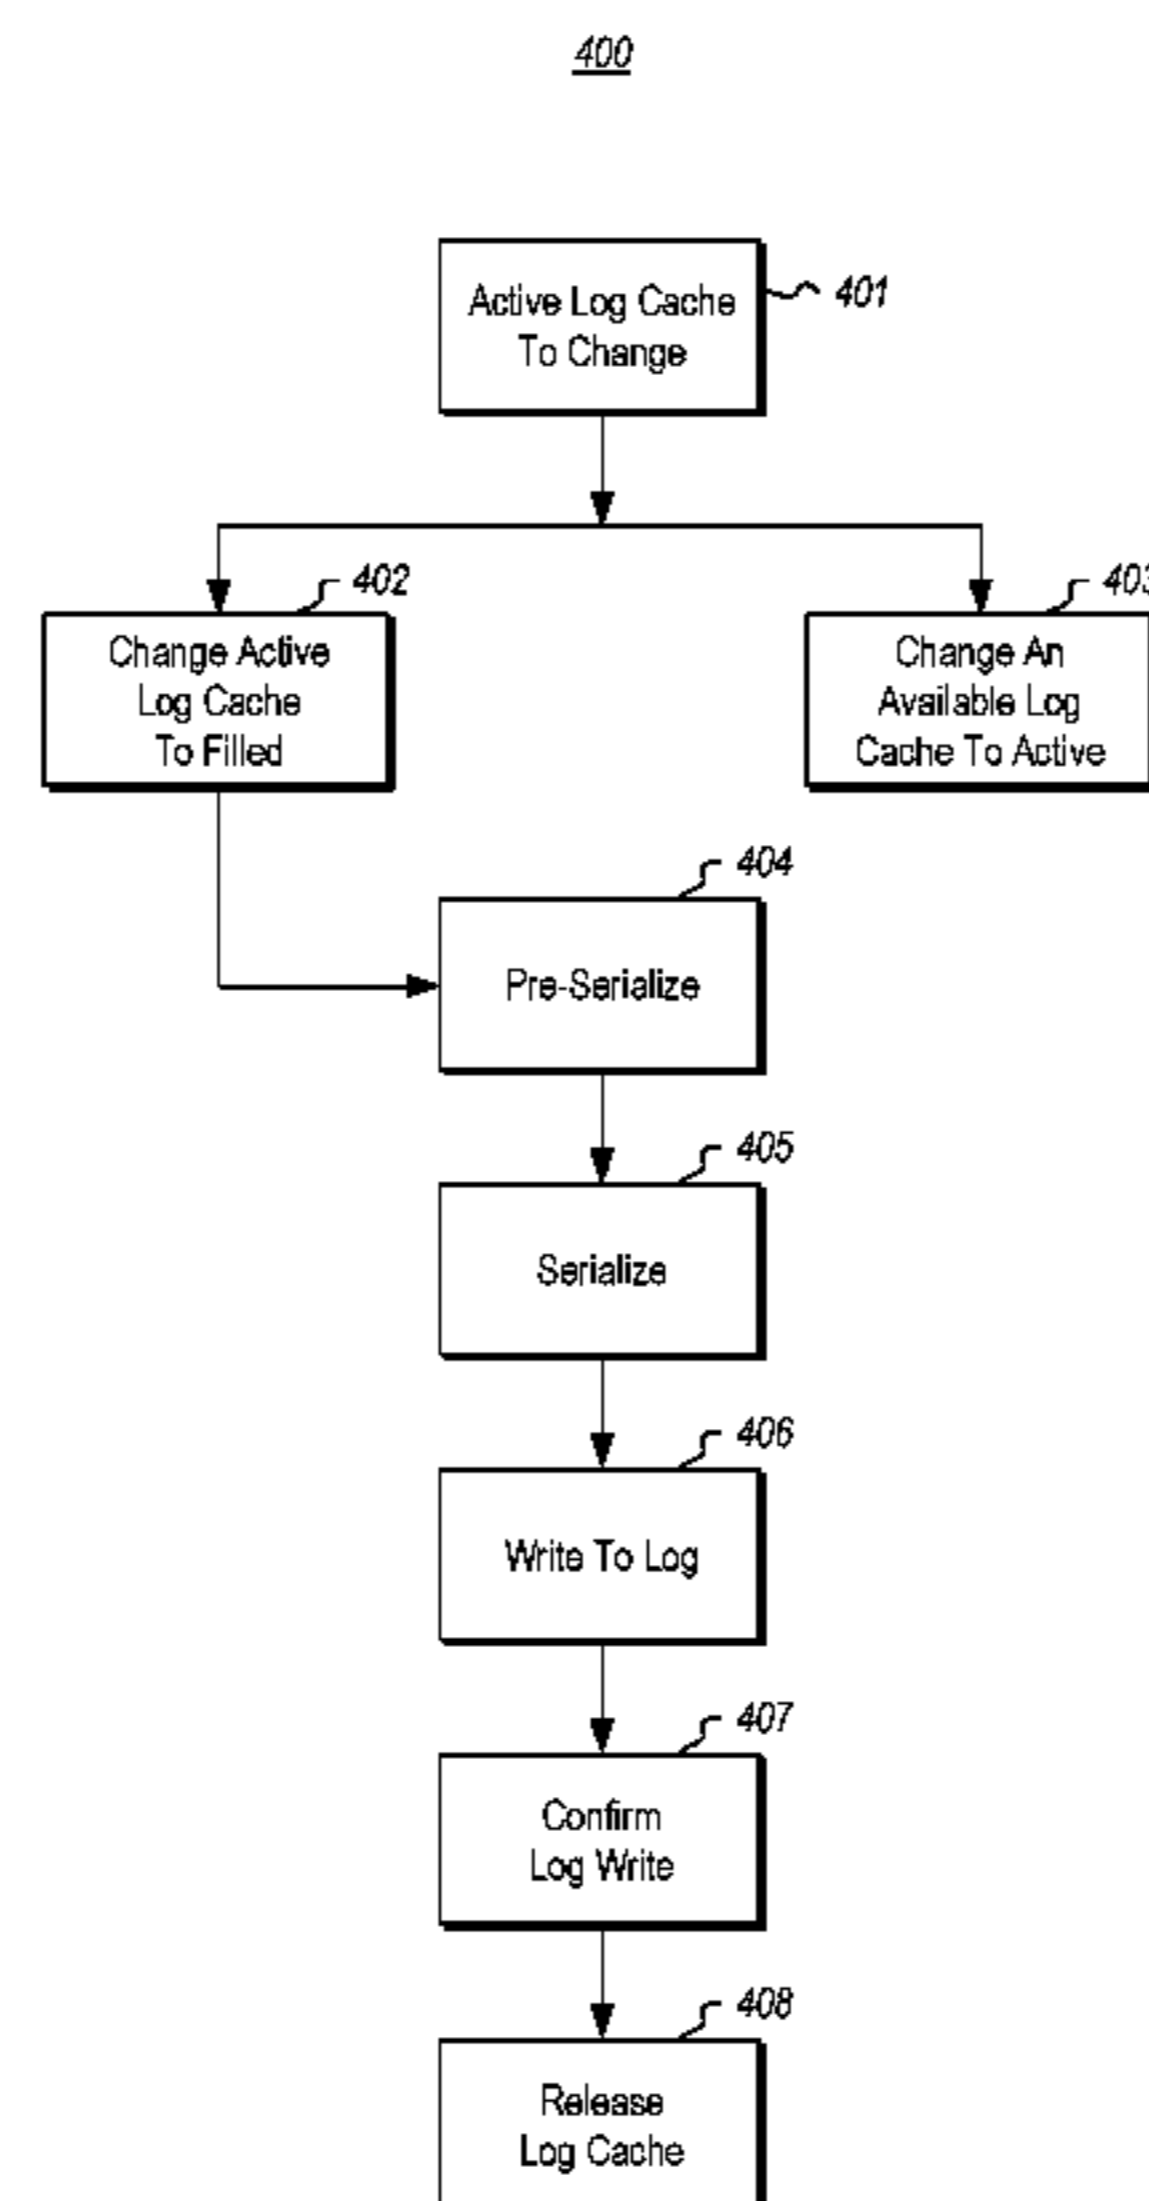 400
Active Log Cache
To Change
401
402
Change Active
Log Cache
To Filled
403
Change An
Available Log
Cache To Active
404
Pre-Serialize
405
Serialize
406
Write To Log
407
Confirm
Log Write
408
Release
Log Cache